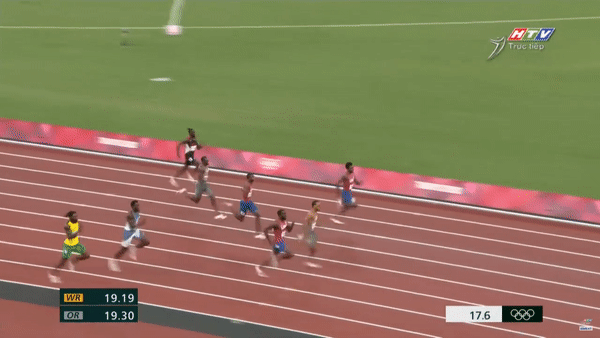 HTV
Trực tiếp
WR 19.19
OR 19.30
17.6